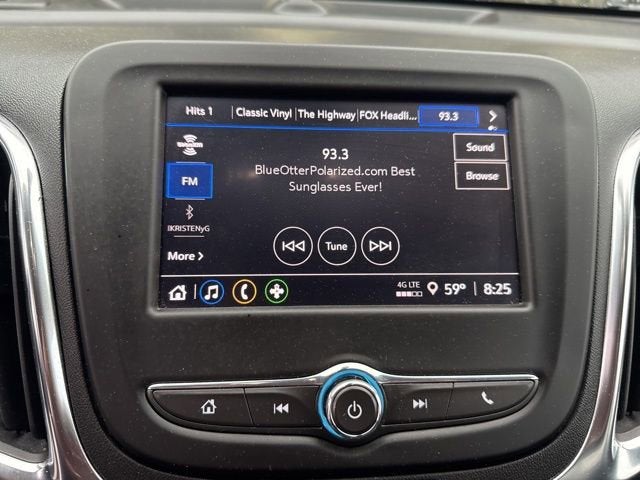 Hits 1 Classic Vinyl The Highway FOX Headli... 93.3
SiriusXM
93.3
Sound
BlueOtterPolarized.com Best
Sunglasses Ever!
FM
Browse
IKRISTENyG
Tune
More >
4G LTE 59° 8:25